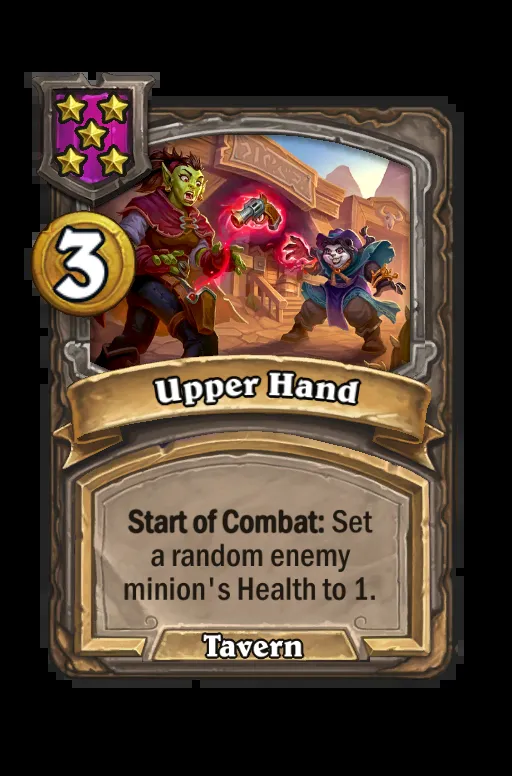 3
Upper Hand
Start of Combat: Set
a random enemy
minion's Health to 1.
Tavern